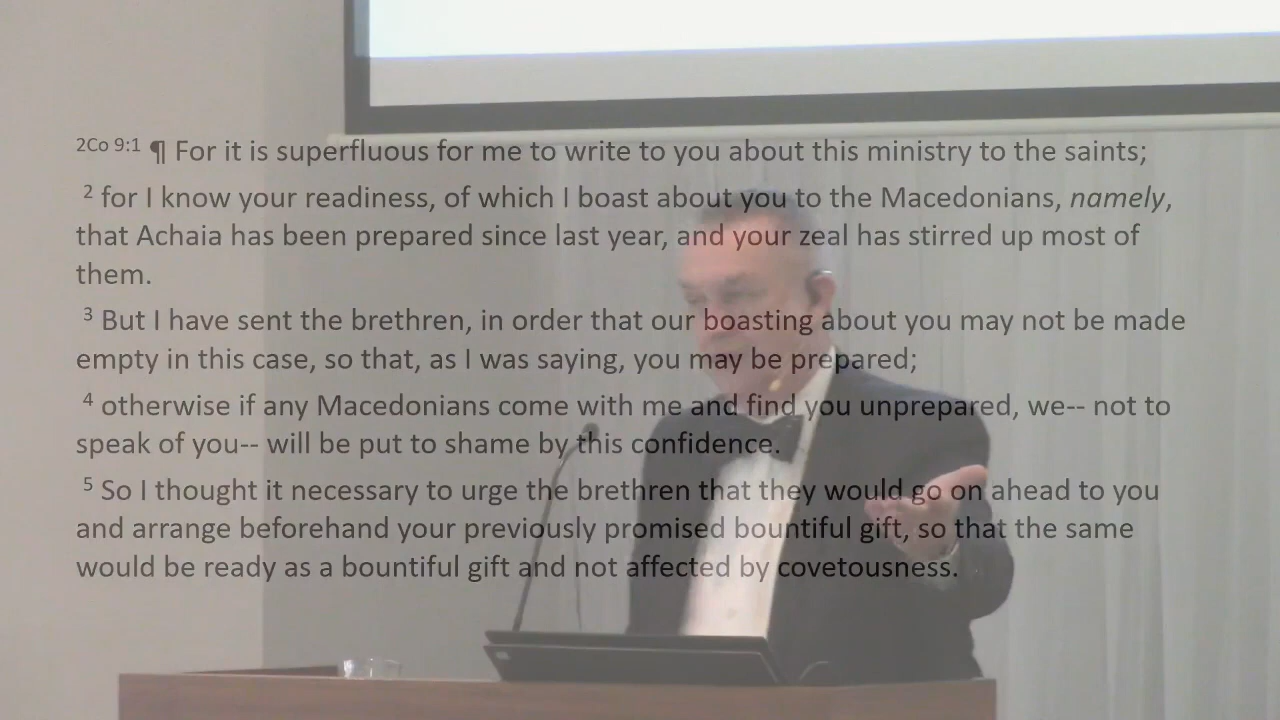 2Co 9:1 ¶ For it is superfluous for me to write to you about this ministry to the saints;
2 for I know your readiness, of which I boast about you to the Macedonians, namely,
that Achaia has been prepared since last year, and your zeal has stirred up most of
them.
3 But I have sent the brethren, in order that our boasting about you may not be made
empty in this case, so that, as I was saying, you may be prepared;
4 otherwise if any Macedonians come with me and find you unprepared, we-- not to
speak of you-- will be put to shame by this confidence.
5 So I thought it necessary to urge the brethren that they would go on ahead to you
and arrange beforehand your previously promised bountiful gift, so that the same
would be ready as a bountiful gift and not affected by covetousness.